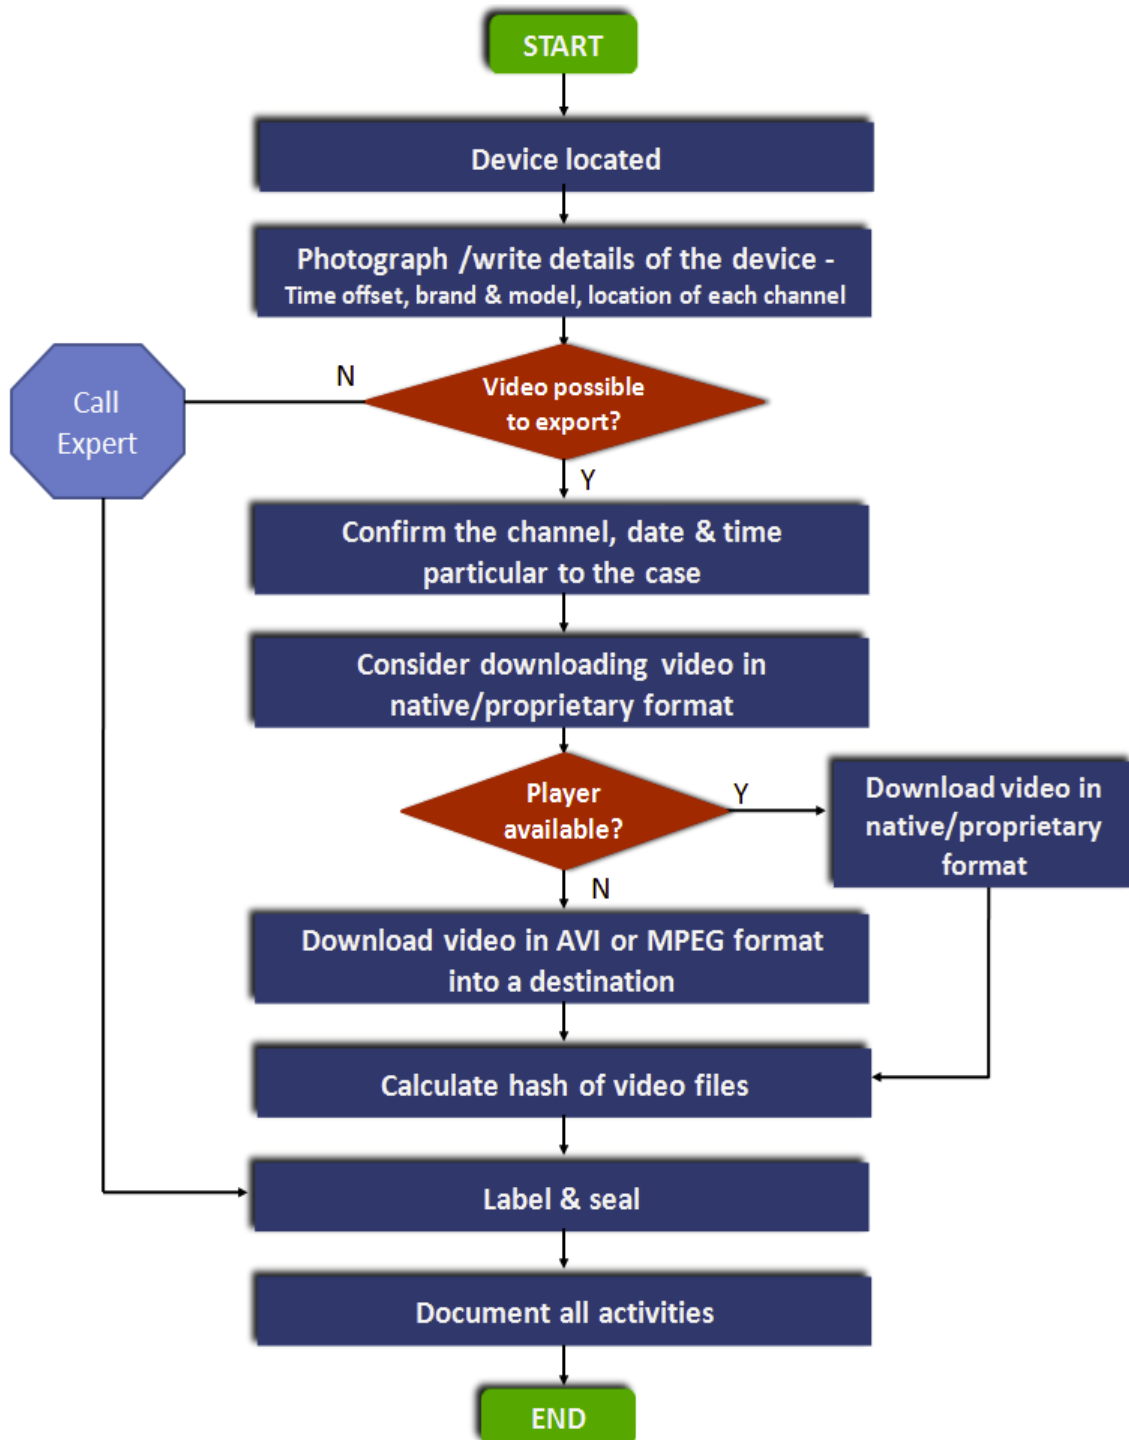 START
Device located
Photograph /write details of the device -
Time offset, brand & model, location of each channel
N
Video possible
to export?
Call
Expert
Y
Confirm the channel, date & time
particular to the case
Consider downloading video in
native/proprietary format
Player
available?
Y
Download video in
native/proprietary
format
N
Download video in AVI or MPEG format
into a destination
Calculate hash of video files
Label & seal
Document all activities
END